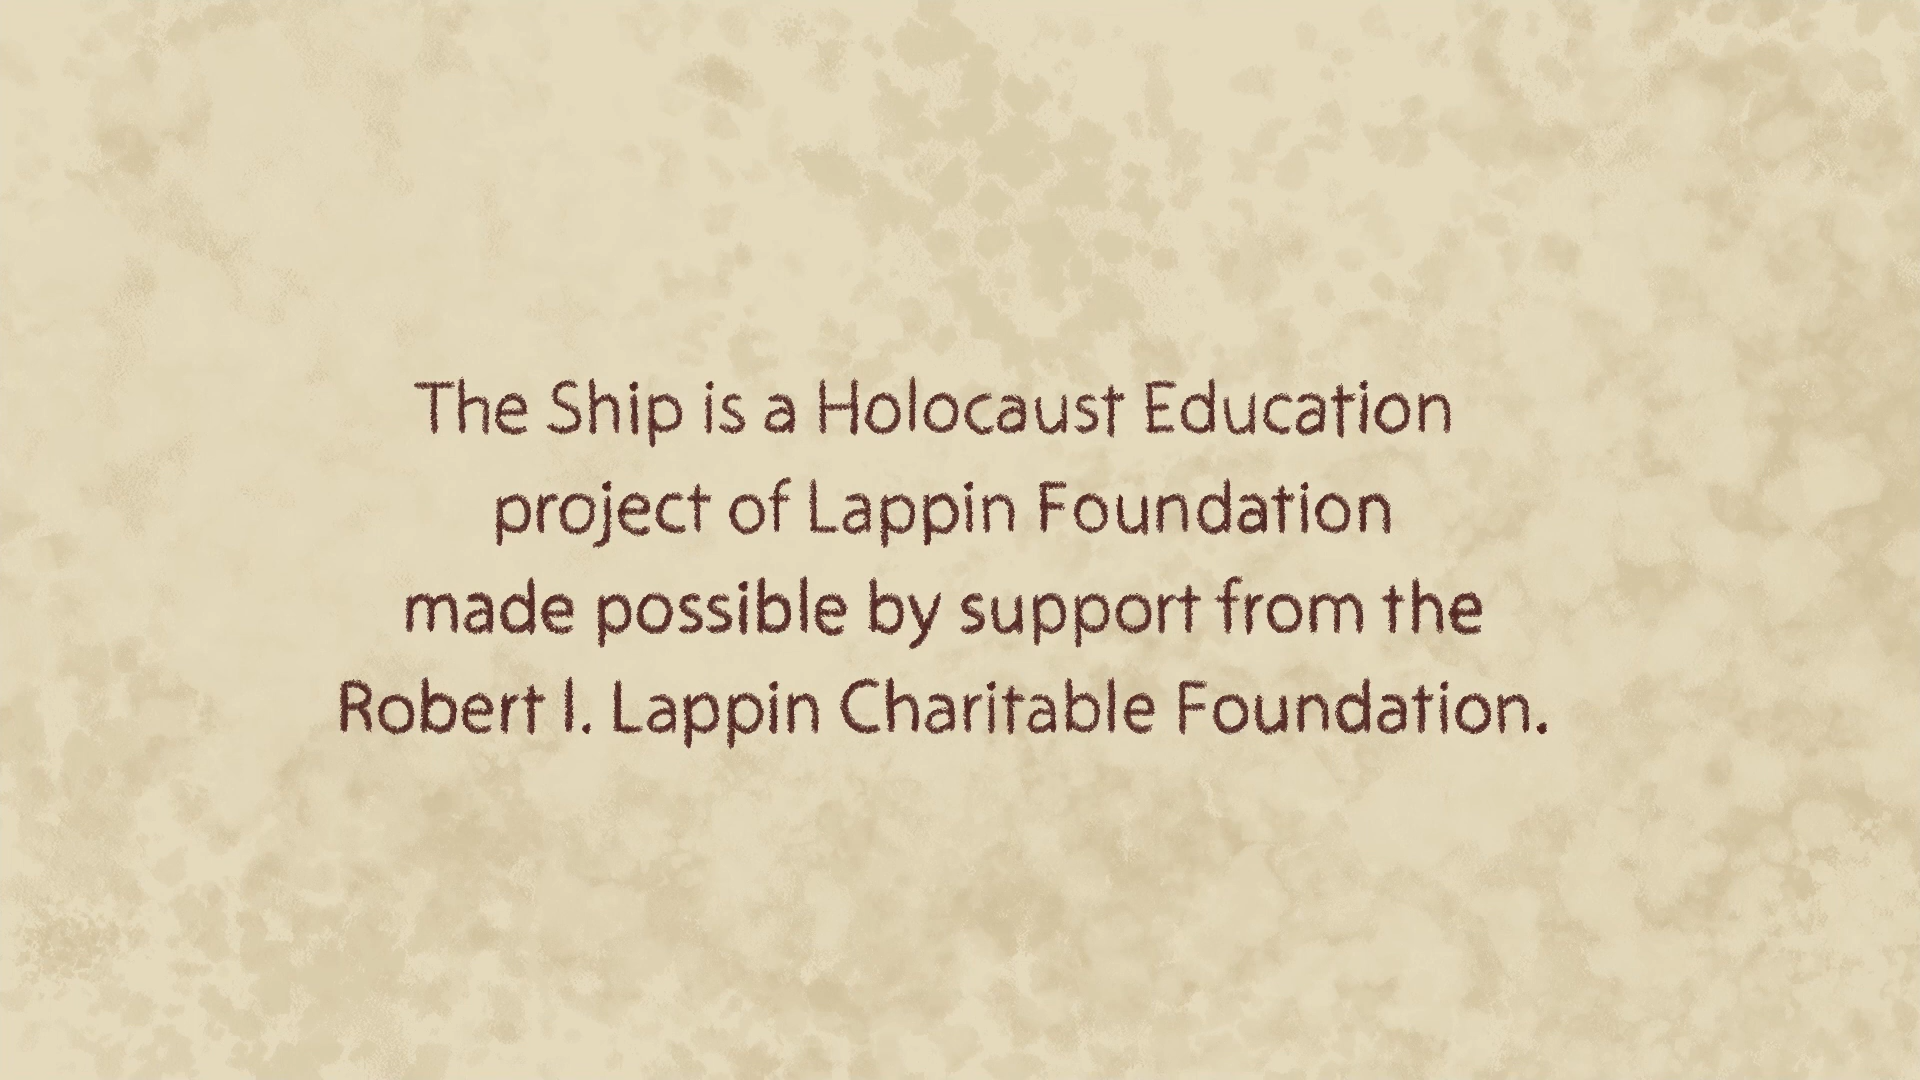 The Ship is a Holocaust Education
project of Lappin Foundation
made possible by support from the
Robert I. Lappin Charitable Foundation.